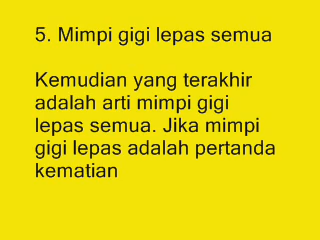 5. Mimpi gigi lepas semua
Kemudian yang terakhir
adalah arti mimpi gigi
lepas semua. Jika mimpi
gigi lepas adalah pertanda
kematian